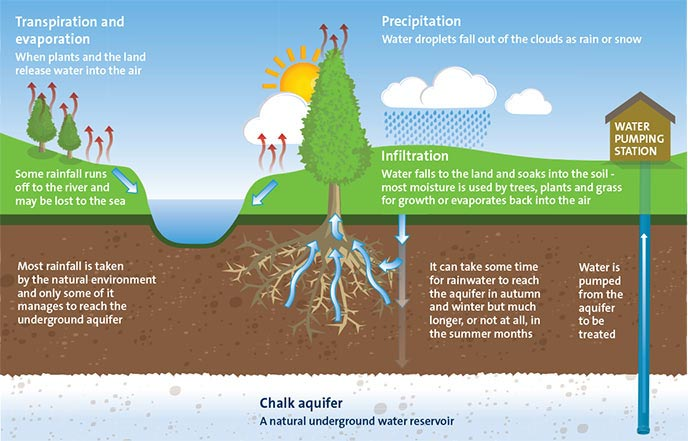 Transpiration and
evaporation
When plants and the land
release water into the air
Precipitation
Water droplets fall out of the clouds as rain or snow
WATER
PUMPING
STATION
Some rainfall runs
off to the river and
may be lost to the sea
Infiltration
Water falls to the land and soaks into the soil -
most moisture is used by trees, plants and grass
for growth or evaporates back into the air
Most rainfall is taken
by the natural environment
and only some of it
manages to reach the
underground aquifer
It can take some time
for rainwater to reach
the aquifer in autumn
and winter but much
longer, or not at all, in
the summer months
Water is
pumped
from the
aquifer
to be
treated
Chalk aquifer
A natural underground water reservoir